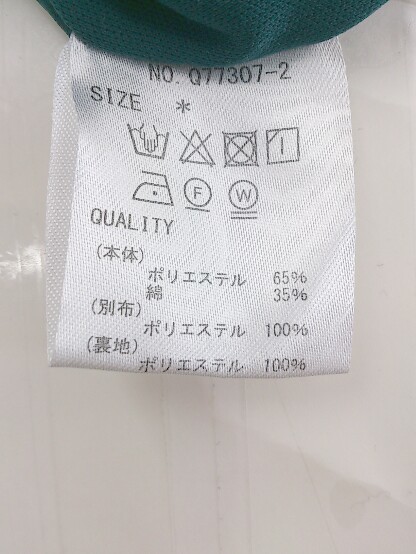 NO. Q77307-2
SIZE *
F W
QUALITY
(本体)
ポリエステル 65%
綿 35%
(別布)
ポリエステル 100%
(裏地)
ポリエステル 100%